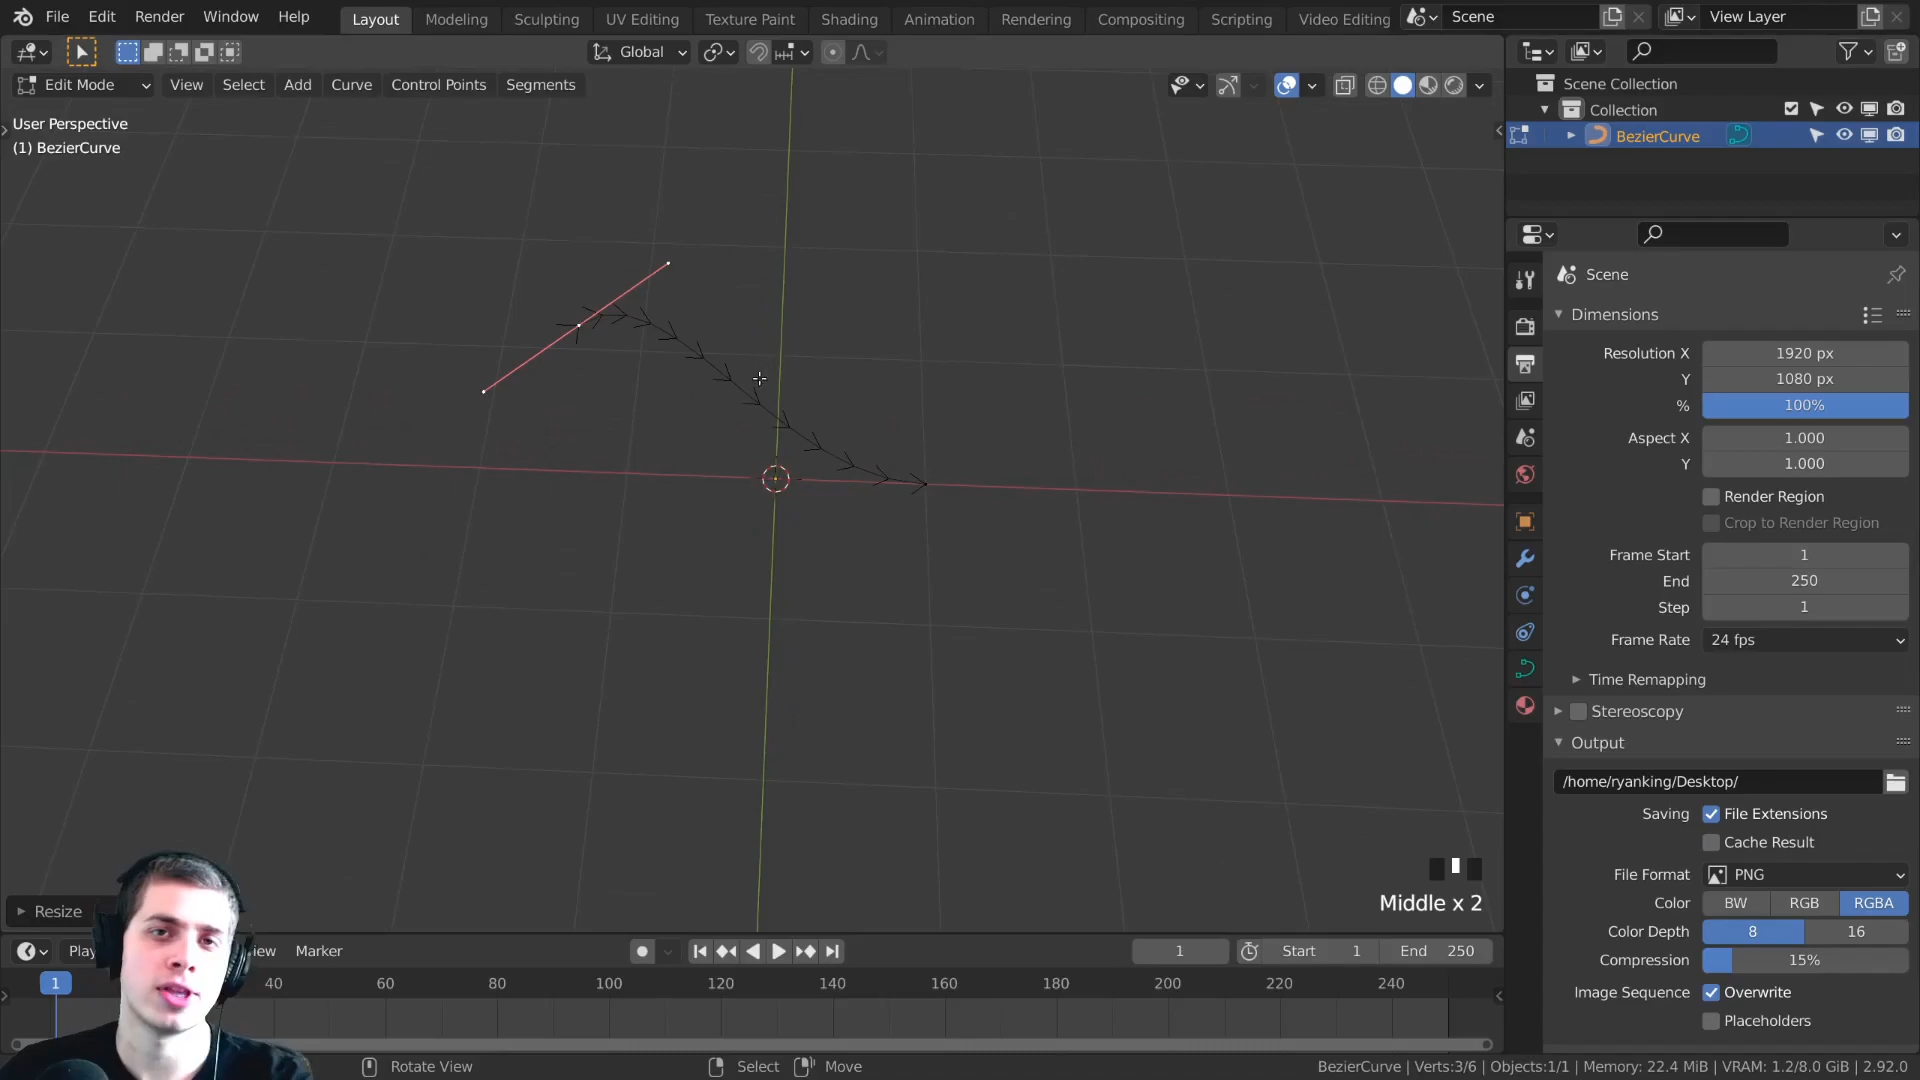 File Edit Render Window Help Layout Modeling Sculpting UV Editing Texture Paint Shading Animation Rendering Compositing Scripting Video Editing Scene View Layer
Global
Edit Mode View Select Add Curve Control Points Segments
User Perspective
(1) BezierCurve
Scene Collection
Collection
BezierCurve
Scene
Dimensions
Resolution X 1920 px
Y 1080 px
% 100%
Aspect X 1.000
Y 1.000
Render Region
Crop to Render Region
Frame Start 1
End 250
Step 1
Frame Rate 24 fps
Time Remapping
Stereoscopy
Output
/home/ryanking/Desktop/
Saving File Extensions
Cache Result
File Format PNG
Color BW RGB RGBA
Color Depth 8 16
Compression 15%
Image Sequence Overwrite
Placeholders
Middle x 2
Resize
Marker 1 Start 1 End 250
1 40 60 80 100 120 140 160 180 200 220 240
Rotate View Select Move BezierCurve | Verts:3/6 | Objects:1/1 | Memory: 22.4 MiB | VRAM: 1.2/8.0 GiB | 2.92.0